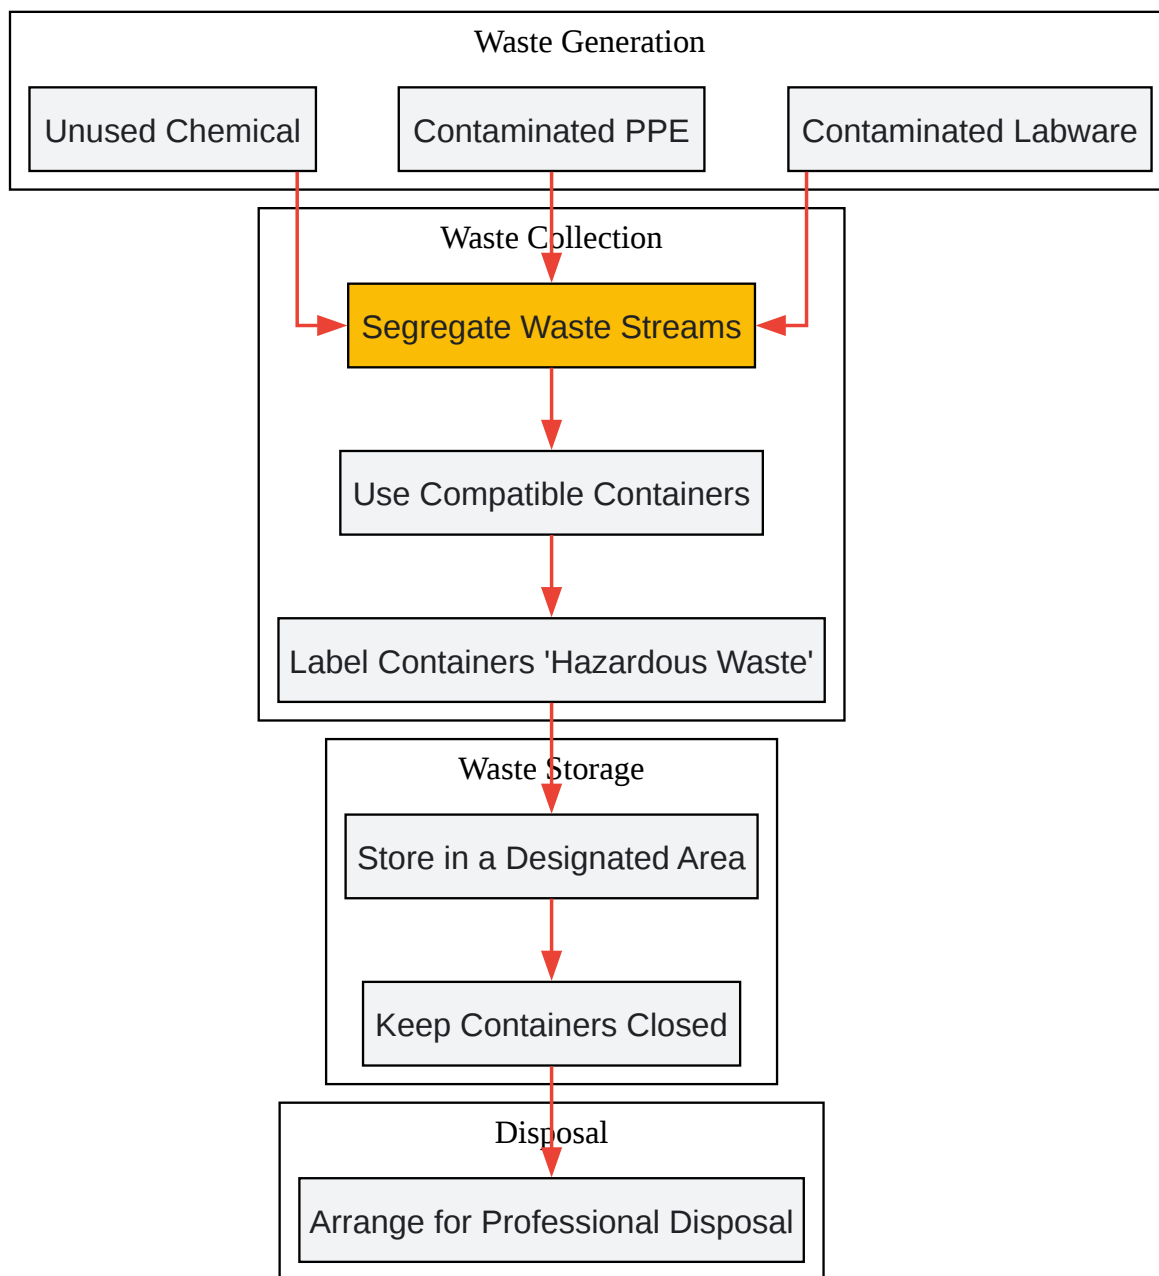 Waste Generation
Unused Chemical
Contaminated PPE
Contaminated Labware
Waste Collection
Segregate Waste Streams
Use Compatible Containers
Label Containers 'Hazardous Waste'
Waste Storage
Store in a Designated Area
Keep Containers Closed
Disposal
Arrange for Professional Disposal